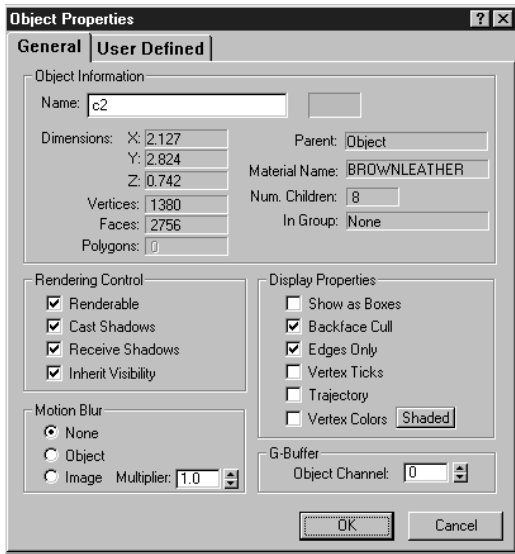 Object Properties
General User Defined
Object Information
Name: c2
Dimensions: X: 2.127
Y: 2.824
Z: 0.742
Vertices: 1380
Faces: 2756
Polygons: 0
Parent: Object
Material Name: BROWNLEATHER
Num. Children: 8
In Group: None
Rendering Control
Renderable
Cast Shadows
Receive Shadows
Inherit Visibility
Display Properties
Show as Boxes
Backface Cull
Edges Only
Vertex Ticks
Trajectory
Vertex Colors Shaded
Motion Blur
None
Object
Image Multiplier: 1.0
G-Buffer
Object Channel: 0
OK Cancel